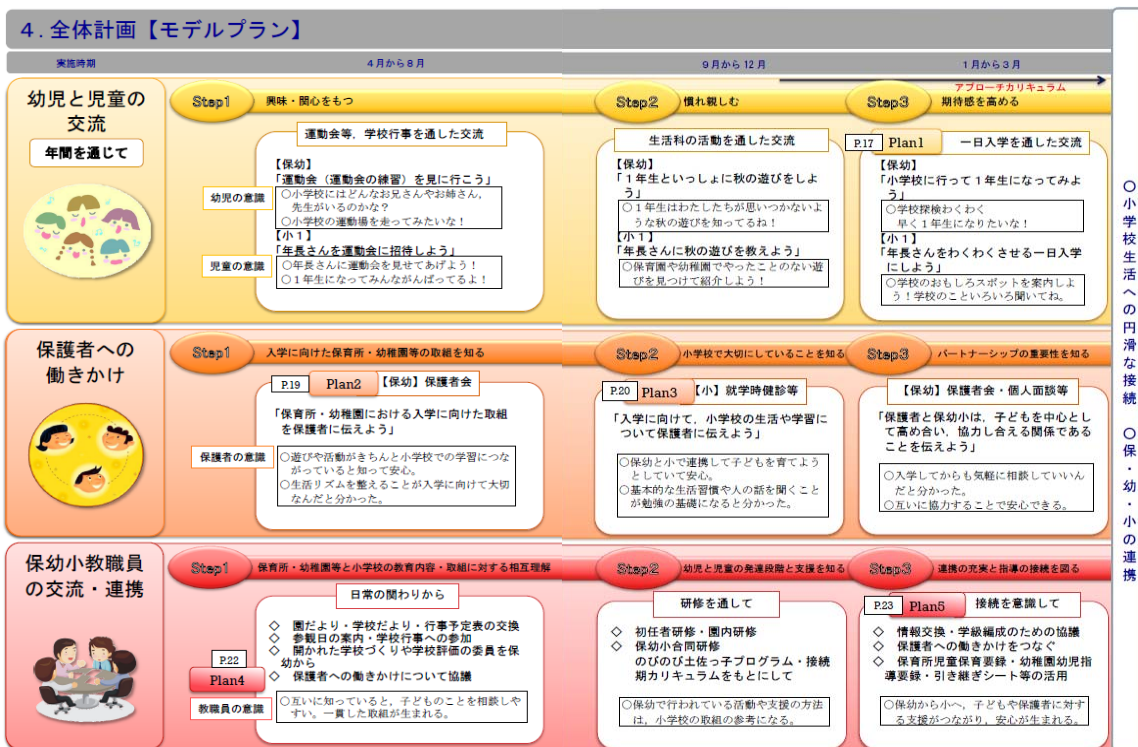 ４．全体計画【モデルプラン】
実施時期
４月から８月
９月から12月
１月から３月
アプローチカリキュラム
幼児と児童の
交流
年間を通じて
Step1
興味・関心をもつ
運動会等，学校行事を通した交流
【保幼】
「運動会（運動会の練習）を見に行こう」
幼児の意識
○小学校にはどんなお兄さんやお姉さん，
先生がいるのかな？
○小学校の運動場を走ってみたいな！
【小１】
「年長さんを運動会に招待しよう」
児童の意識
○年長さんに運動会を見せてあげよう！
○１年生になってみんながんばってるよ！
Step2
慣れ親しむ
生活科の活動を通した交流
【保幼】
「１年生といっしょに秋の遊びをしよ
う」
○１年生はわたしたちが思いつかないよ
うな秋の遊びを知ってるね！
【小１】
「年長さんに秋の遊びを教えよう」
○保育園や幼稚園でやったことのない遊
びを見つけて紹介しよう！
Step3
期待感を高める
P.17
Plan1
一日入学を通した交流
【保幼】
「小学校に行って１年生になってみよ
う」
○学校探検わくわく
早く１年生になりたいな！
【小１】
「年長さんをわくわくさせる一日入学
にしよう」
○学校のおもしろスポットを案内しよ
う！学校のこといろいろ聞いてね。
保護者への
働きかけ
Step1
入学に向けた保育所・幼稚園等の取組を知る
P.19
Plan2
【保幼】保護者会
「保育所・幼稚園における入学に向けた取組
を保護者に伝えよう」
保護者の意識
○遊びや活動がきちんと小学校での学習につな
がっていると知って安心。
○生活リズムを整えることが入学に向けて大切
なんだと分かった。
Step2
小学校で大切にしていることを知る
P.20
Plan3
【小】就学時健診等
「入学に向けて，小学校の生活や学習に
ついて保護者に伝えよう」
○保幼と小で連携して子どもを育てよう
としていて安心。
○基本的な生活習慣や人の話を聞くこと
が勉強の基礎になると分かった。
Step3
パートナーシップの重要性を知る
【保幼】保護者会・個人面談等
「保護者と保幼小は，子どもを中心とし
て高め合い，協力し合える関係である
ことを伝えよう」
○入学してからも気軽に相談していいん
だと分かった。
○互いに協力することで安心できる。
保幼小教職員
の交流・連携
Step1
保育所・幼稚園等と小学校の教育内容・取組に対する相互理解
日常の関わりから
◇ 園だより・学校だより・行事予定表の交換
◇ 参観日の案内・学校行事への参加
◇ 開かれた学校づくりや学校評価の委員を保
幼から
◇ 保護者への働きかけについて協議
P.22
Plan4
教職員の意識
○互いに知っていると，子どものことを相談しや
すい。一貫した取組が生まれる。
Step2
幼児と児童の発達段階と支援を知る
研修を通して
◇ 初任者研修・園内研修
◇ 保幼小合同研修
のびのび土佐っ子プログラム・接続
期カリキュラムをもとにして
○保幼で行われている活動や支援の方法
は，小学校の取組の参考になる。
Step3
連携の充実と指導の接続を図る
P.23
Plan5
接続を意識して
◇ 情報交換・学級編成のための協議
◇ 保護者への働きかけをつなぐ
◇ 保育所児童保育要録・幼稚園幼児指
導要録・引き継ぎシート等の活用
○保幼から小へ，子どもや保護者に対す
る支援がつながり，安心が生まれる。
○小学校生活への円滑な接続　○保・幼・小の連携